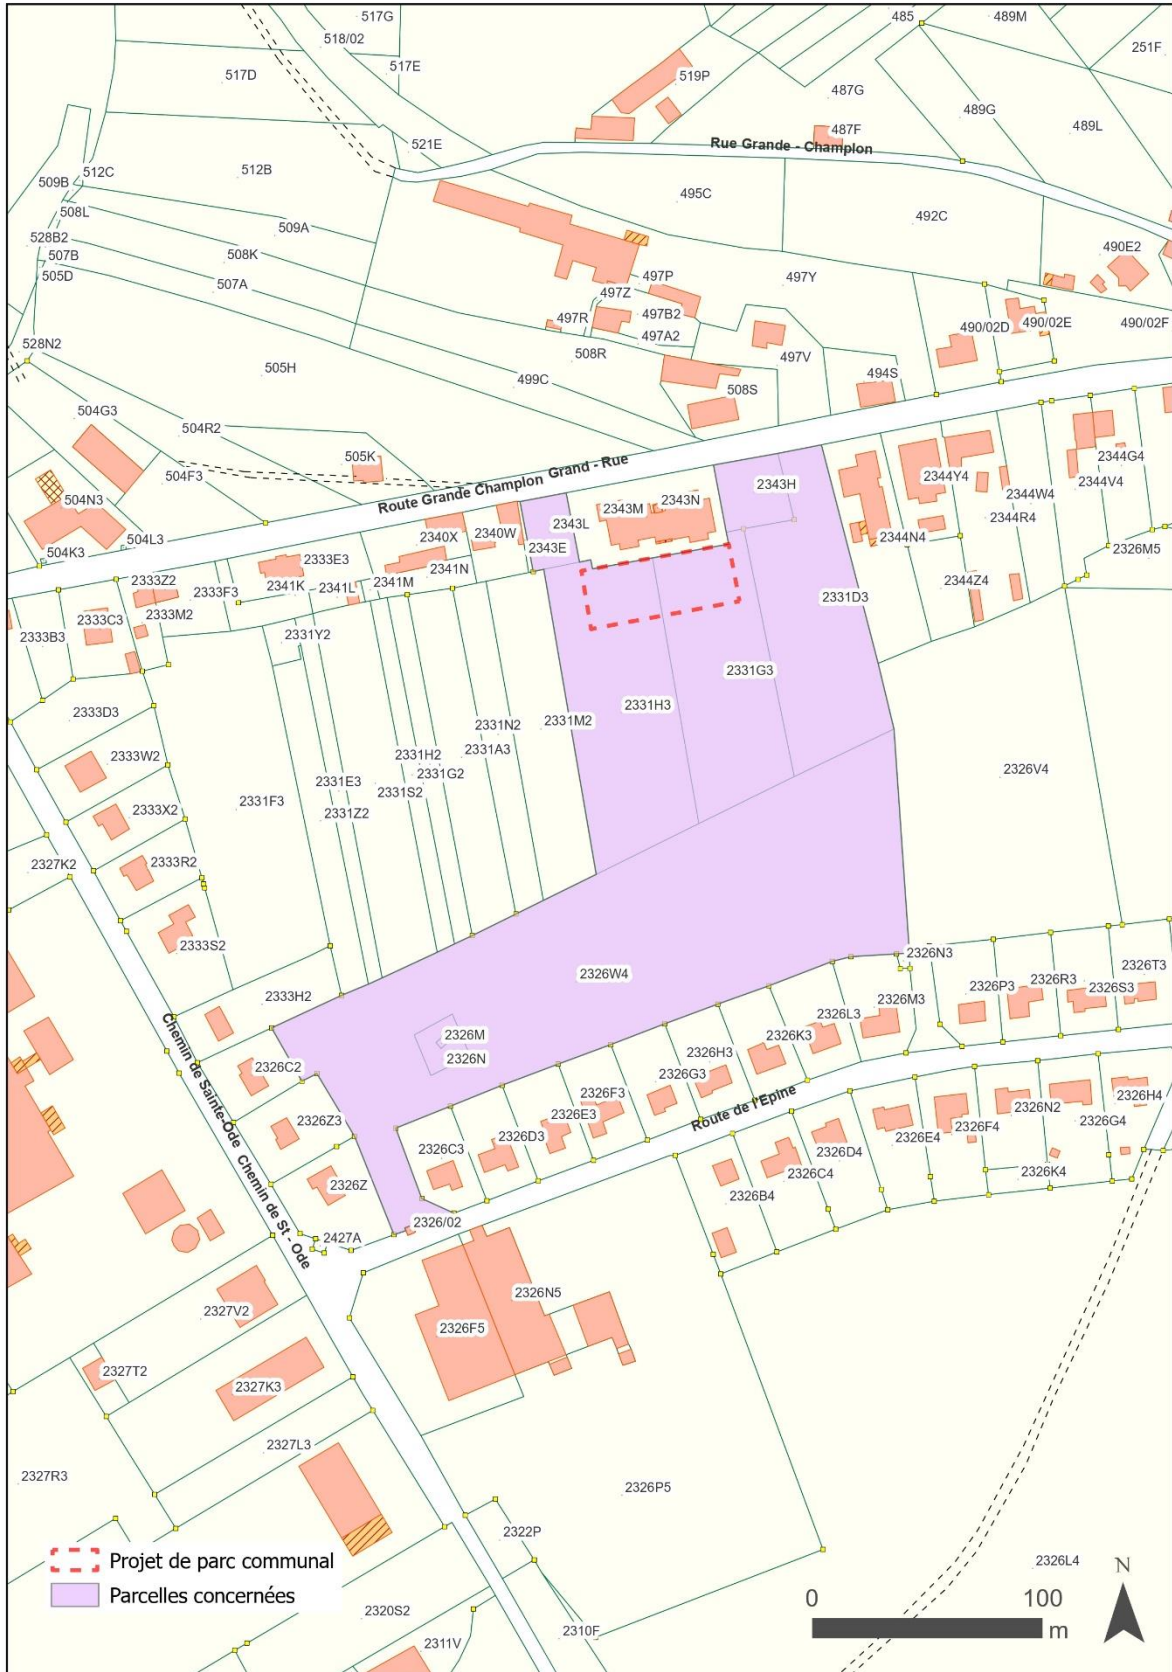 517G
518/02
485
489M
251F
517E
517D
519P
487G
489G
489L
487F
521E
Rue Grande - Champlon
512C
509B
512B
495C
492C
508L
509A
528B2
507B
505D
508K
507A
490E2
497P
497Y
497Z
497R
497B2
497A2
490/02D
490/02E
490/02F
528N2
508R
497V
505H
499C
494S
508S
504G3
504R2
505K
504F3
Grand - Rue
Route Grande Champlon
504N3
2343H
2344G4
2344Y4
2344V4
2344W4
2343N
2343M
2343L
2344R4
504L3
504K3
2340X
2340W
2344N4
2326M5
2343E
2333E3
2341N
2333Z2
2341K
2341L
2341M
2344Z4
2333F3
2331D3
2333M2
2333C3
2333B3
2331Y2
2331G3
2331H3
2333D3
2331N2
2331M2
2331A3
2333W2
2331H2
2331G2
2326V4
2331E3
2331S2
2331F3
2331Z2
2333X2
2327K2
2333R2
2333S2
2326N3
2326T3
2326W4
2326R3
2326P3
2326S3
2333H2
2326M3
2326L3
2326M
2326K3
2326N
Chemin de Sainte-Ode
2326H3
2326C2
2326G3
Route de l'Epine
2326F3
2326H4
2326N2
2326E3
2326Z3
2326G4
2326F4
2326D3
2326E4
2326C3
2326D4
2326K4
2326C4
2326Z
2326B4
Chemin de St - Ode
2326/02
2427A
2326N5
2327V2
2326F5
2327T2
2327K3
2327L3
2327R3
2326P5
2322P
Projet de parc communal
2326L4
N
Parcelles concernées
0 100
m
2320S2
2310F
2311V